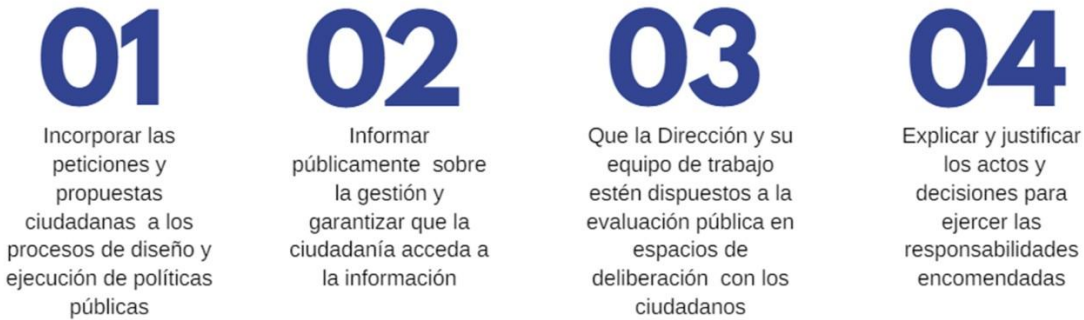 01
Incorporar las
peticiones y
propuestas
ciudadanas a los
procesos de diseño y
ejecución de políticas
públicas
02
Informar
públicamente sobre
la gestión y
garantizar que la
ciudadanía acceda a
la información
03
Que la Dirección y su
equipo de trabajo
estén dispuestos a la
evaluación pública en
espacios de
deliberación con los
ciudadanos
04
Explicar y justificar
los actos y
decisiones para
ejercer las
responsabilidades
encomendadas